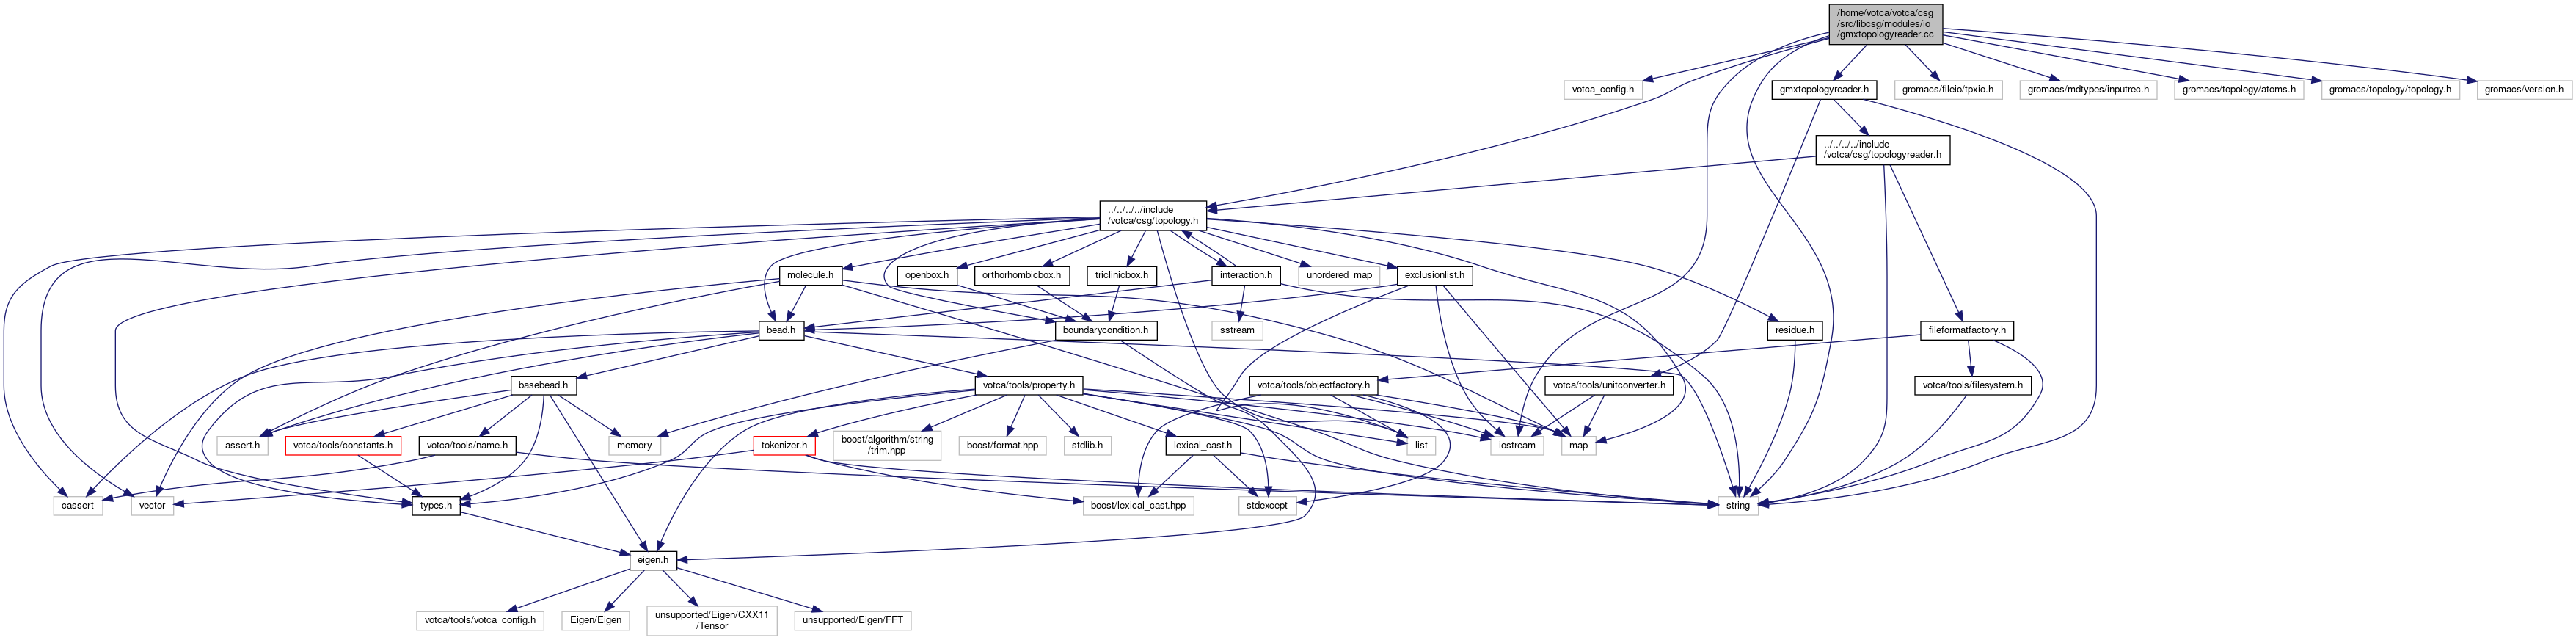 /home/votca/votca/csg
/src/libcsg/modules/io
/gmxtopologyreader.cc
votca_config.h
gmxtopologyreader.h
gromacs/fileio/tpxio.h
gromacs/mdtypes/inputrec.h
gromacs/topology/atoms.h
gromacs/topology/topology.h
gromacs/version.h
../../../../include
/votca/csg/topologyreader.h
../../../../include
/votca/csg/topology.h
molecule.h
openbox.h
orthorhombicbox.h
triclinicbox.h
interaction.h
unordered_map
exclusionlist.h
bead.h
boundarycondition.h
sstream
residue.h
fileformatfactory.h
basebead.h
votca/tools/property.h
votca/tools/objectfactory.h
votca/tools/unitconverter.h
votca/tools/filesystem.h
assert.h
votca/tools/constants.h
votca/tools/name.h
memory
tokenizer.h
boost/algorithm/string
/trim.hpp
boost/format.hpp
stdlib.h
lexical_cast.h
list
iostream
map
cassert
vector
types.h
boost/lexical_cast.hpp
stdexcept
string
eigen.h
votca/tools/votca_config.h
Eigen/Eigen
unsupported/Eigen/CXX11
/Tensor
unsupported/Eigen/FFT